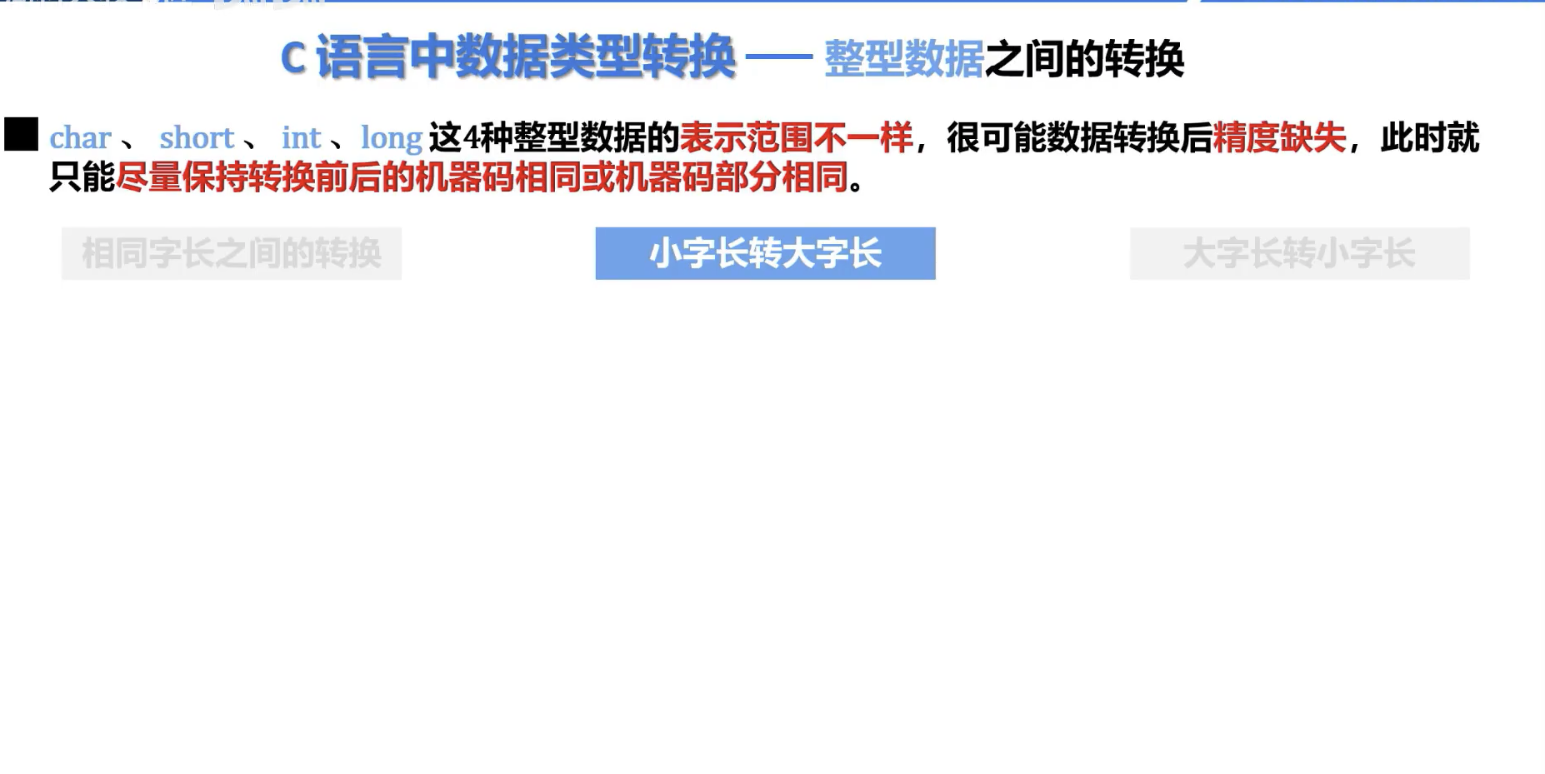 C 语言中数据类型转换 —— 整型数据之间的转换
char 、 short 、 int 、long 这4种整型数据的表示范围不一样，很可能数据转换后精度缺失，此时就
只能尽量保持转换前后的机器码相同或机器码部分相同。
相同字长之间的转换 小字长转大字长 大字长转小字长